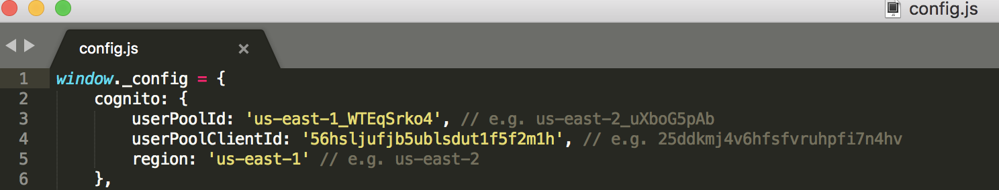 config.js
config.js
1 window._config = {
2 cognito: {
3 userPoolId: 'us-east-1_WTEqSrko4', // e.g. us-east-2_uXboG5pAb
4 userPoolClientId: '56hsljufjb5ublsdut1f5f2m1h', // e.g. 25ddkmj4v6hfsfvruhpfi7n4hv
5 region: 'us-east-1' // e.g. us-east-2
6 },